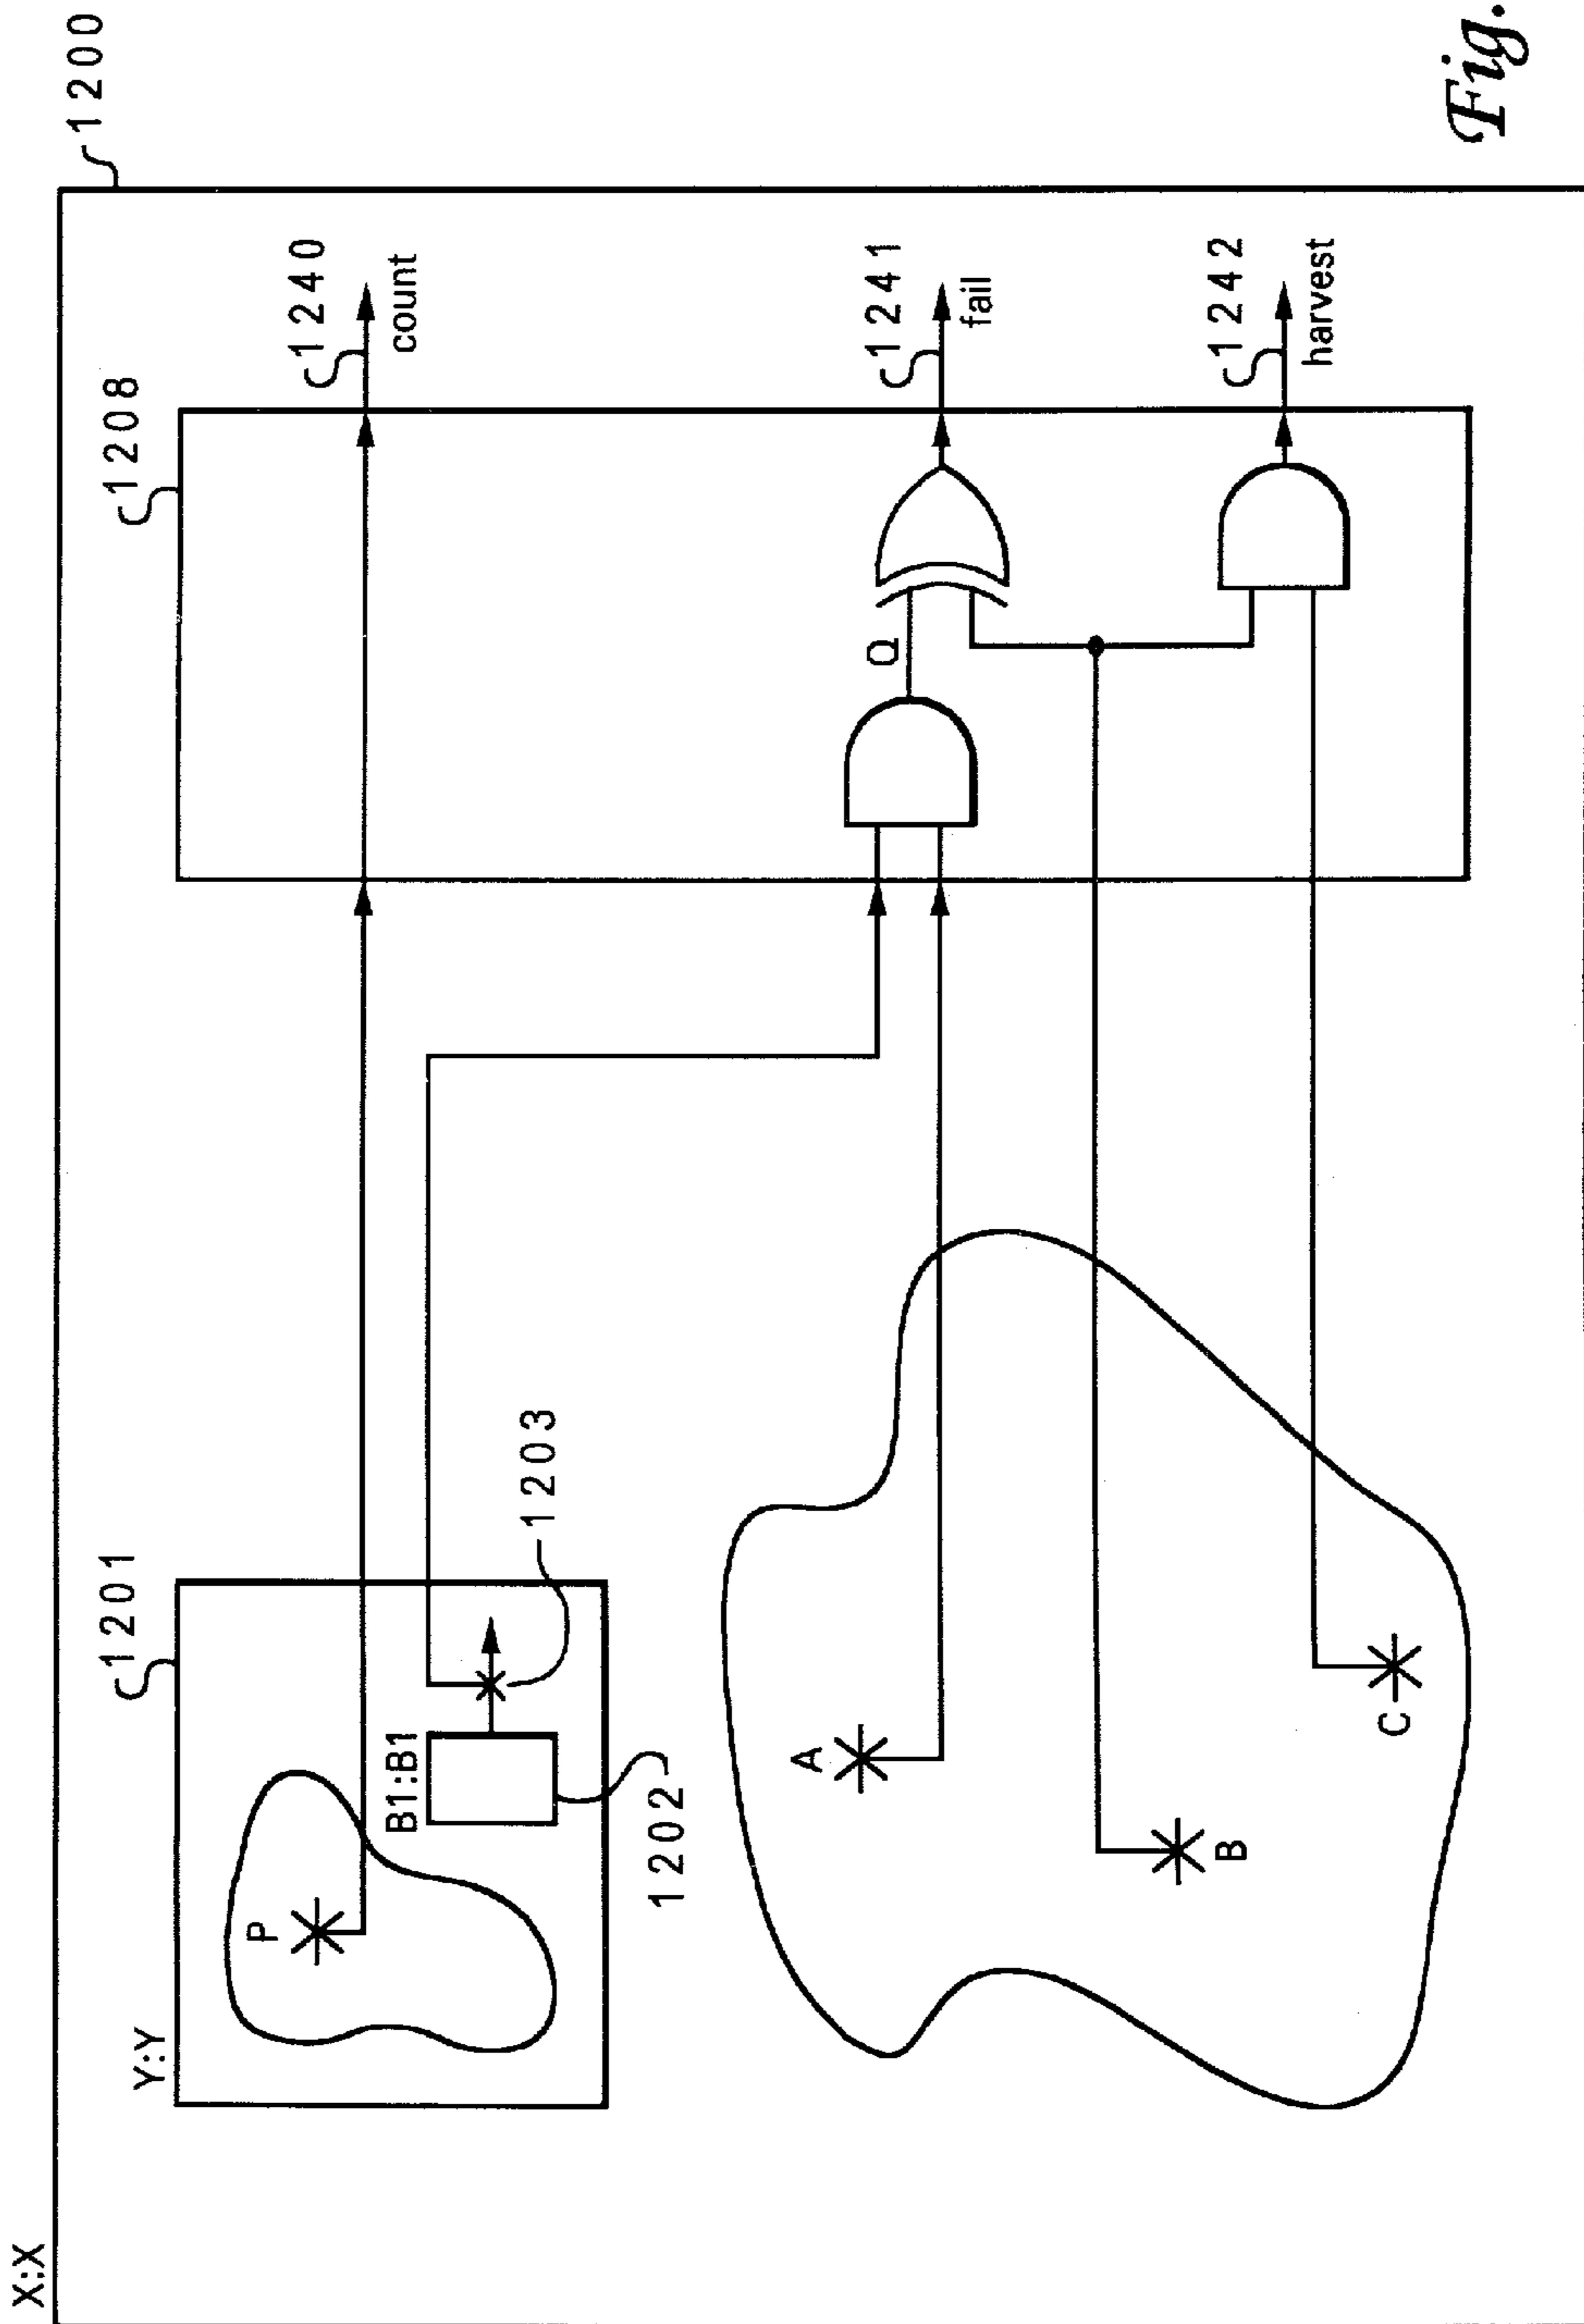 X:X
1200
Y:Y
1201
1208
P
1240
count
B1:B1
1203
1202
A
Q
1241
fail
B
C
1242
harvest
Fig.